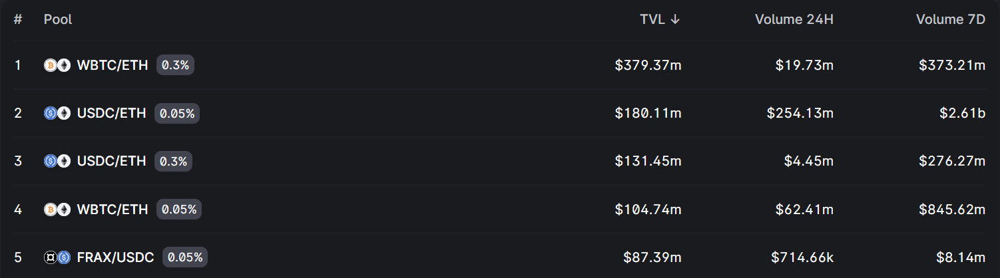 # Pool TVL ↓ Volume 24H Volume 7D
1 WBTC/ETH 0.3% $379.37m $19.73m $373.21m
2 USDC/ETH 0.05% $180.11m $254.13m $2.61b
3 USDC/ETH 0.3% $131.45m $4.45m $276.27m
4 WBTC/ETH 0.05% $104.74m $62.41m $845.62m
5 FRAX/USDC 0.05% $87.39m $714.66k $8.14m